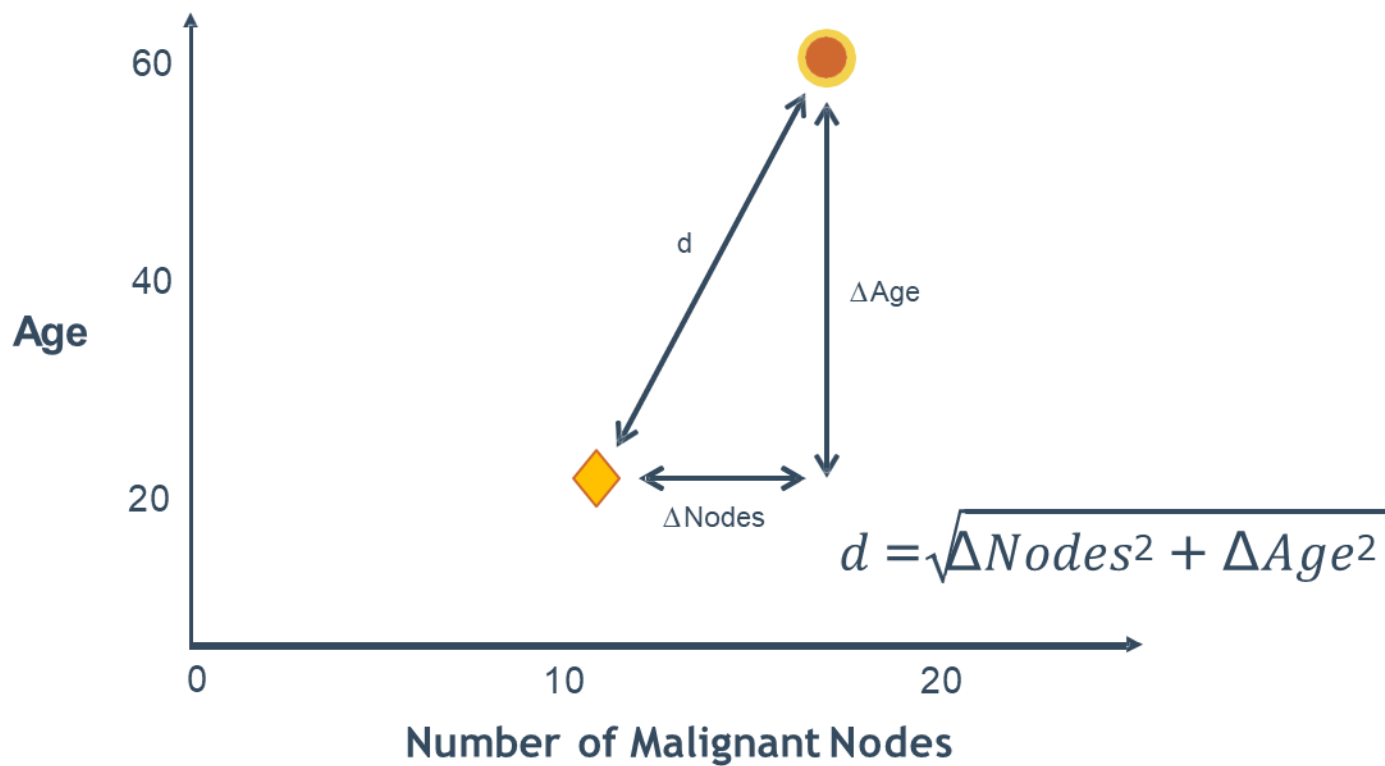 60
d
40
ΔAge
Age
20
ΔNodes
d = √ΔNodes² + ΔAge²
0 10 20
Number of Malignant Nodes